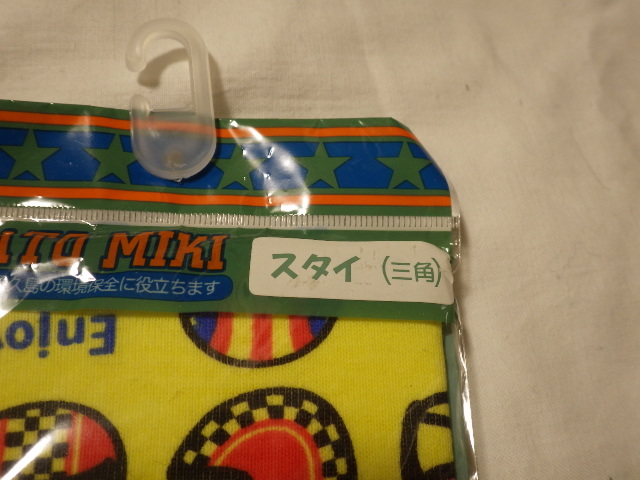 MIKI
スタイ（三角）
久島の環境保全に役立ちます
Enjoy